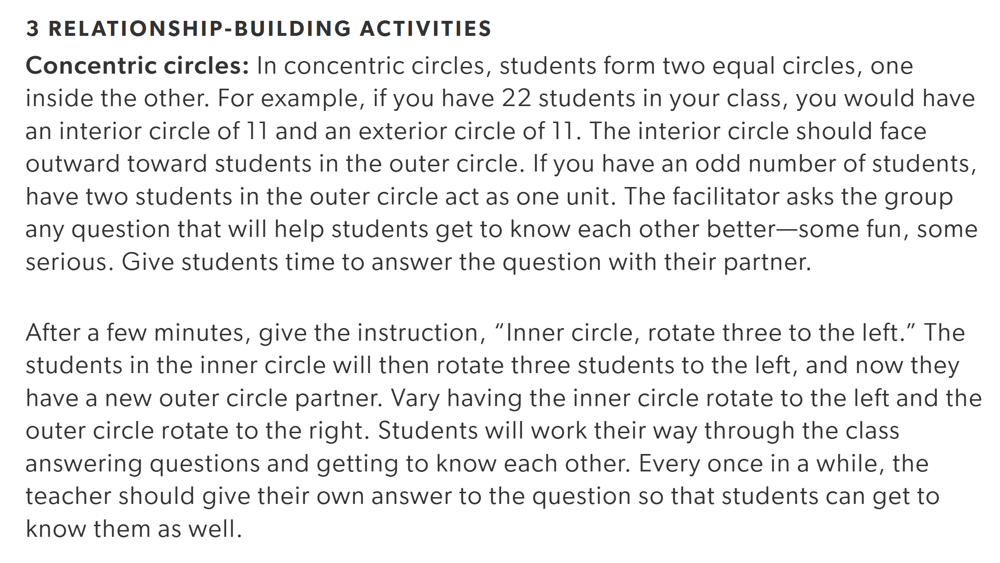 3 RELATIONSHIP-BUILDING ACTIVITIES
Concentric circles: In concentric circles, students form two equal circles, one
inside the other. For example, if you have 22 students in your class, you would have
an interior circle of 11 and an exterior circle of 11. The interior circle should face
outward toward students in the outer circle. If you have an odd number of students,
have two students in the outer circle act as one unit. The facilitator asks the group
any question that will help students get to know each other better—some fun, some
serious. Give students time to answer the question with their partner.
After a few minutes, give the instruction, “Inner circle, rotate three to the left.” The
students in the inner circle will then rotate three students to the left, and now they
have a new outer circle partner. Vary having the inner circle rotate to the left and the
outer circle rotate to the right. Students will work their way through the class
answering questions and getting to know each other. Every once in a while, the
teacher should give their own answer to the question so that students can get to
know them as well.